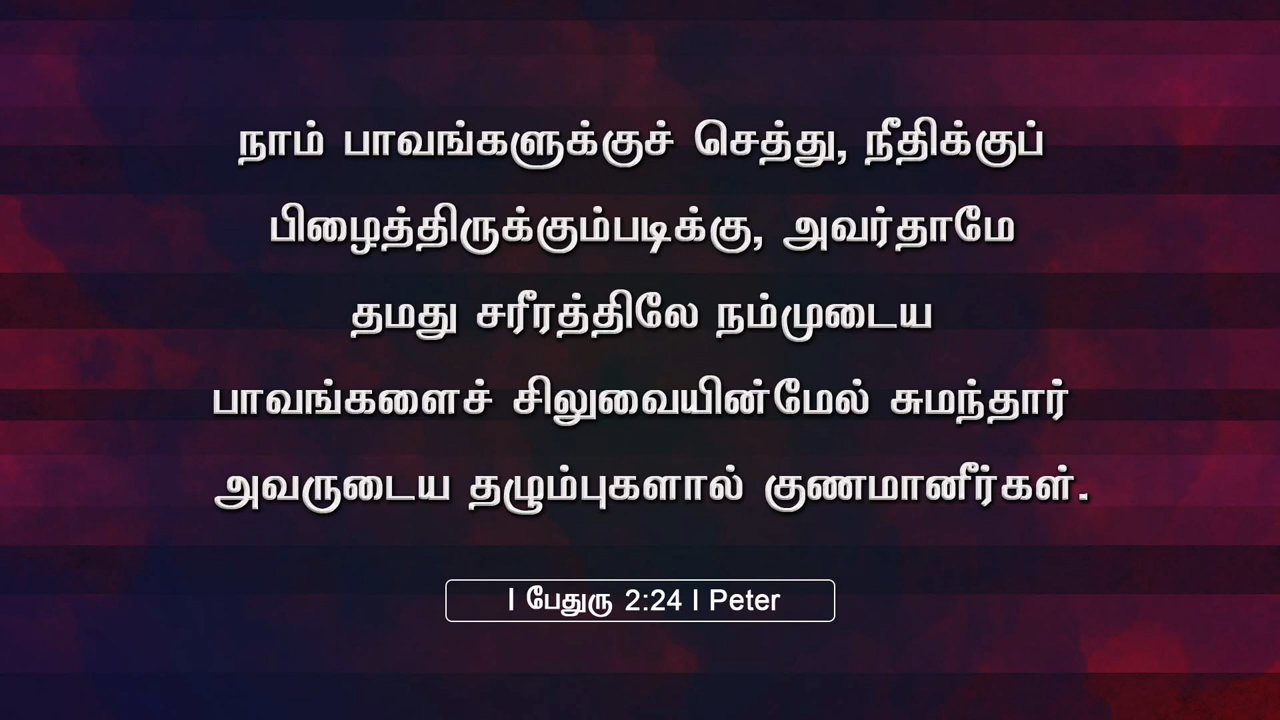 நாம் பாவங்களுக்குச் செத்து, நீதிக்குப்
பிழைத்திருக்கும்படிக்கு, அவர்தாமே
தமது சரீரத்திலே நம்முடைய
பாவங்களைச் சிலுவையின்மேல் சுமந்தார்
அவருடைய தழும்புகளால் குணமானீர்கள்.
I பேதுரு 2:24 I Peter